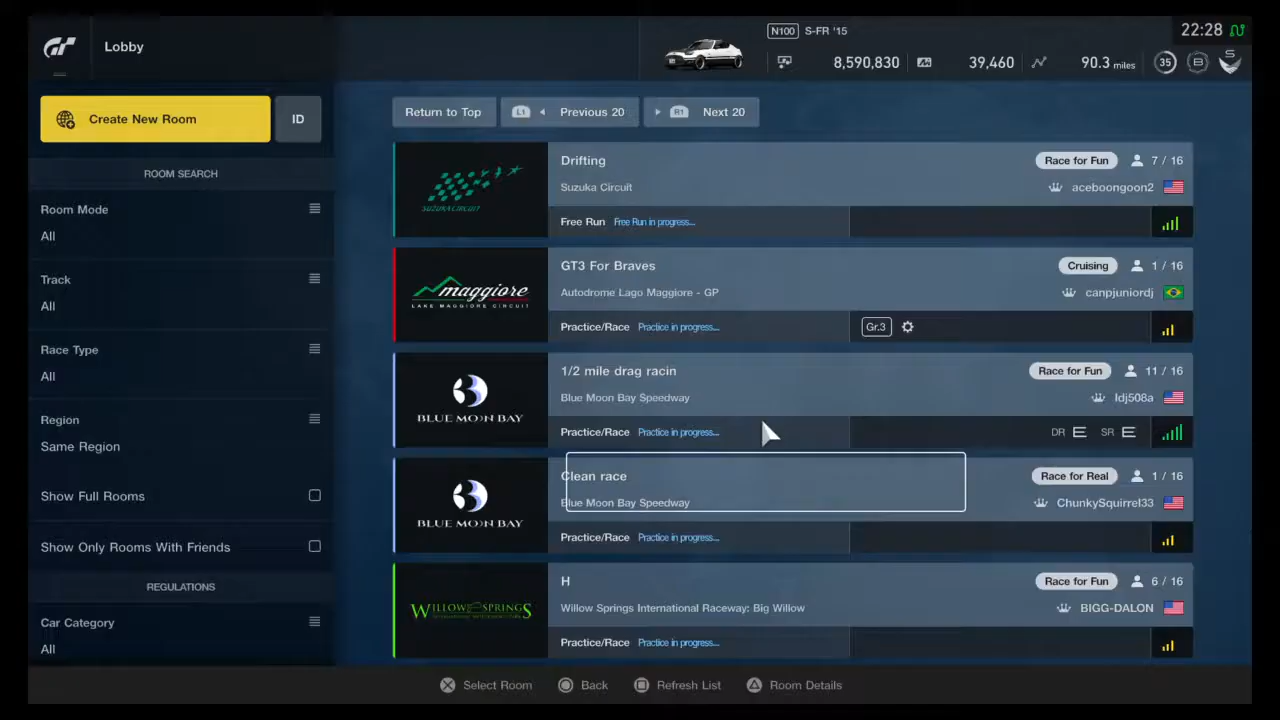 Lobby
N100 S-FR '15
22:28
8,590,830
39,460
90.3 miles
35
B
S
Create New Room
ID
ROOM SEARCH
Room Mode
All
Track
All
Race Type
All
Region
Same Region
Show Full Rooms
Show Only Rooms With Friends
REGULATIONS
Car Category
All
Return to Top
L1 Previous 20
R1 Next 20
Drifting
Race for Fun 7 / 16
SUZUKA CIRCUIT
Suzuka Circuit
aceboongoon2
Free Run Free Run in progress...
GT3 For Braves
Cruising 1 / 16
maggiore
LAKE MAGGIORE CIRCUIT
Autodrome Lago Maggiore - GP
canpjuniordj
Practice/Race Practice in progress...
Gr.3
1/2 mile drag racin
Race for Fun 11 / 16
BLUE MOON BAY
Blue Moon Bay Speedway
ldj508a
Practice/Race Practice in progress...
DR E SR E
Clean race
Race for Real 1 / 16
BLUE MOON BAY
Blue Moon Bay Speedway
ChunkySquirrel33
Practice/Race Practice in progress...
H
Race for Fun 6 / 16
WILLOW SPRINGS
Willow Springs International Raceway: Big Willow
BIGG-DALON
Practice/Race Practice in progress...
Select Room
Back
Refresh List
Room Details